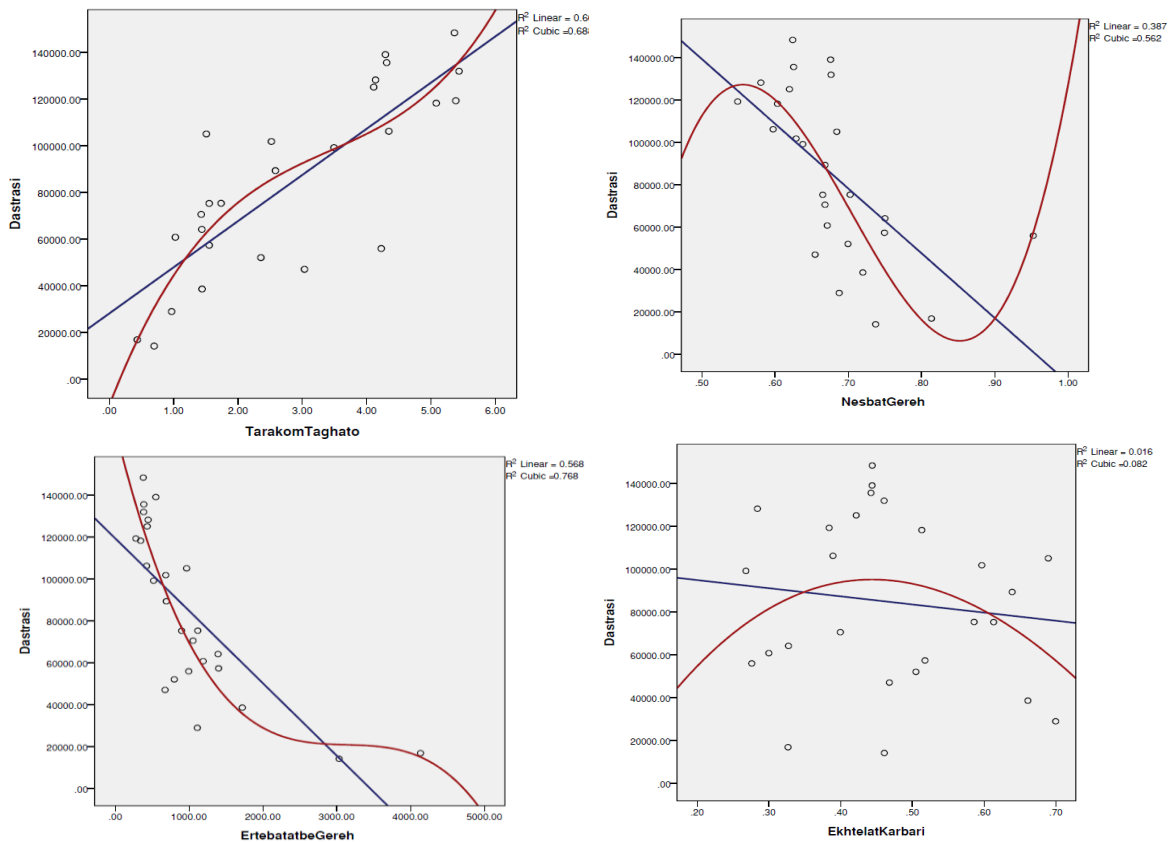 R² Linear = 0.6
R² Cubic =0.68
Dastrasi
140000.00
120000.00
100000.00
80000.00
60000.00
40000.00
20000.00
.00
.00 1.00 2.00 3.00 4.00 5.00 6.00
TarakomTaghato
R² Linear = 0.387
R² Cubic =0.562
Dastrasi
140000.00
120000.00
100000.00
80000.00
60000.00
40000.00
20000.00
.00
.50 .60 .70 .80 .90 1.00
NesbatGereh
R² Linear = 0.568
R² Cubic =0.768
Dastrasi
140000.00
120000.00
100000.00
80000.00
60000.00
40000.00
20000.00
.00
.00 1000.00 2000.00 3000.00 4000.00 5000.00
ErtebatatbeGereh
R² Linear = 0.016
R² Cubic =0.082
Dastrasi
140000.00
120000.00
100000.00
80000.00
60000.00
40000.00
20000.00
.00
.20 .30 .40 .50 .60 .70
EkhtelatKarbari